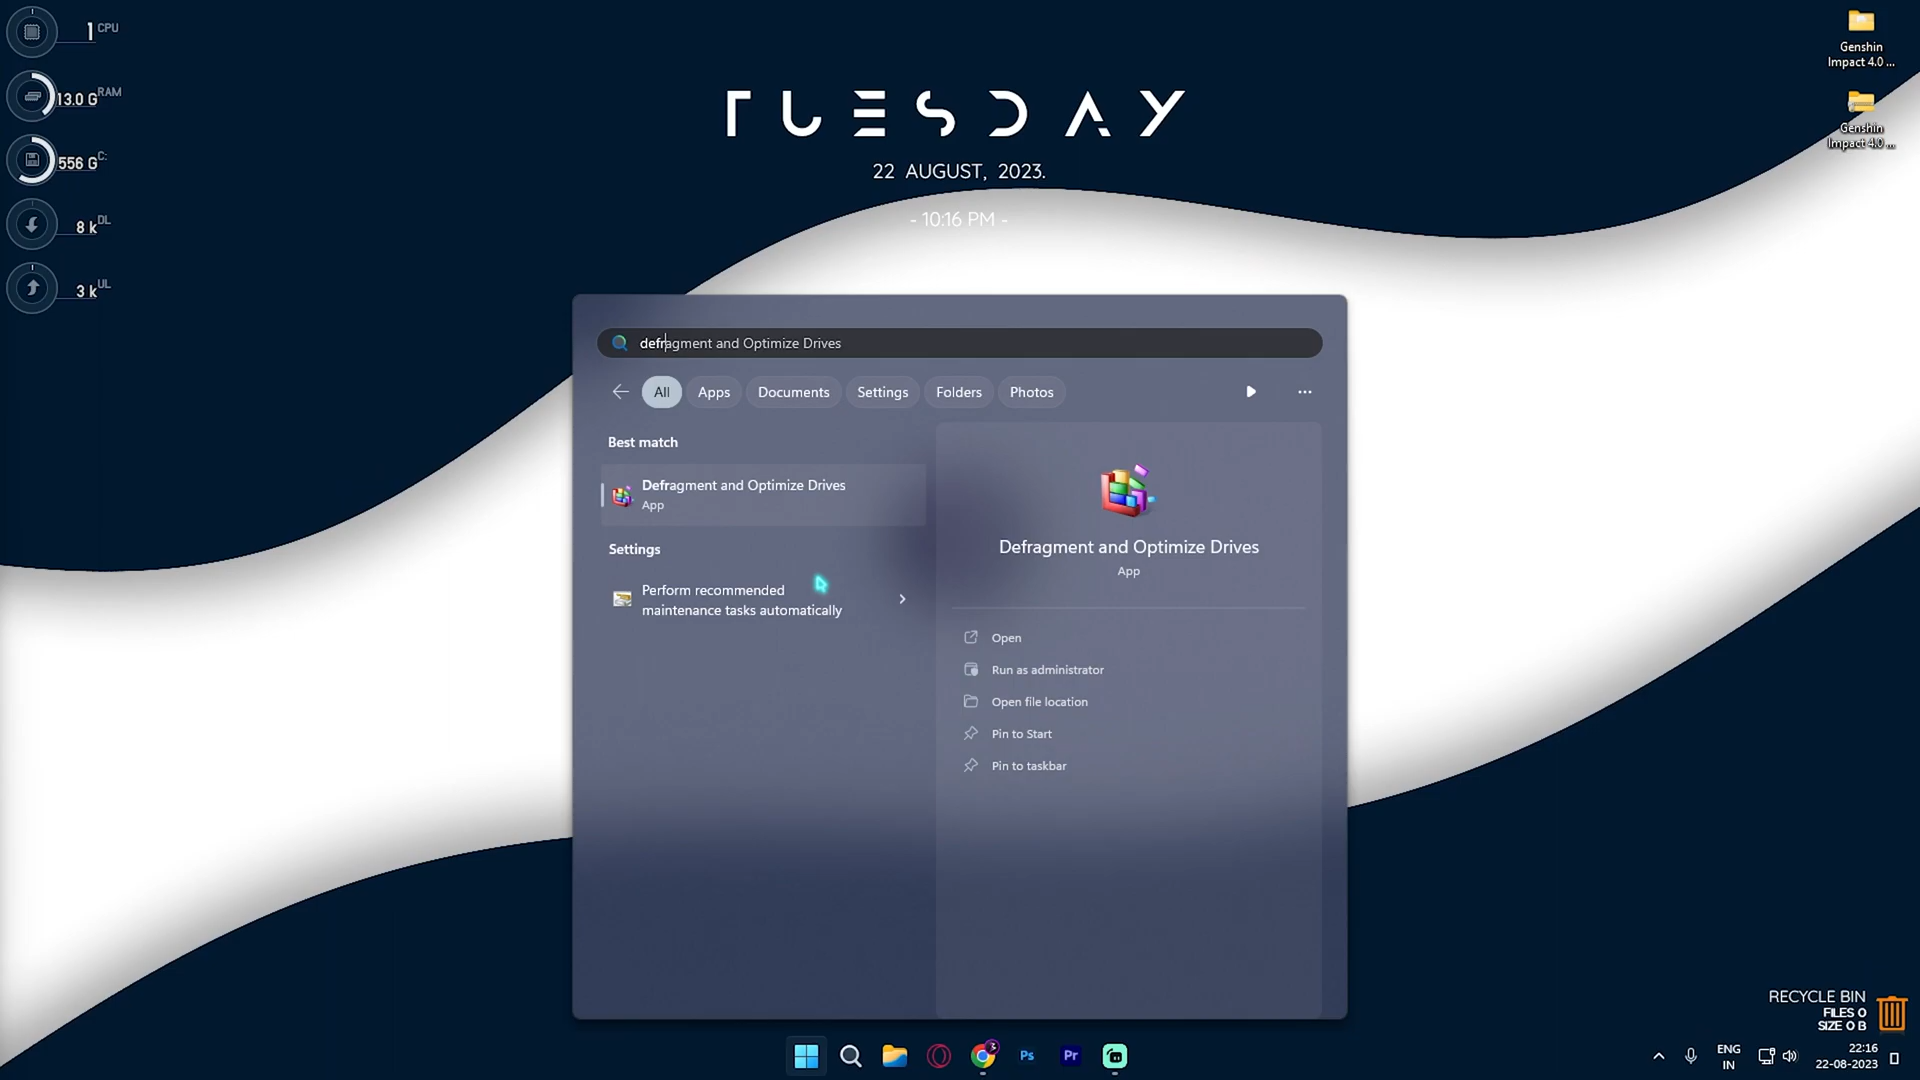 1 CPU
13.0 G RAM
556 G C:
8 k DL
3 k UL
TUESDAY
22 AUGUST, 2023.
- 10:16 PM -
Genshin
Impact 4.0 ...
Genshin
Impact 4.0 ...
defragment and Optimize Drives
All
Apps
Documents
Settings
Folders
Photos
Best match
Defragment and Optimize Drives
App
Settings
Perform recommended
maintenance tasks automatically
Defragment and Optimize Drives
App
Open
Run as administrator
Open file location
Pin to Start
Pin to taskbar
RECYCLE BIN
FILES 0
SIZE 0 B
3
Ps
Pr
ENG
IN
22:16
22-08-2023